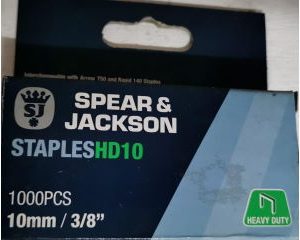 Interchangeable with Arrow T50 and Rapid 140 Staples
SJ
SPEAR &
JACKSON
STAPLESHD10
1000PCS
10mm / 3/8"
HEAVY DUTY